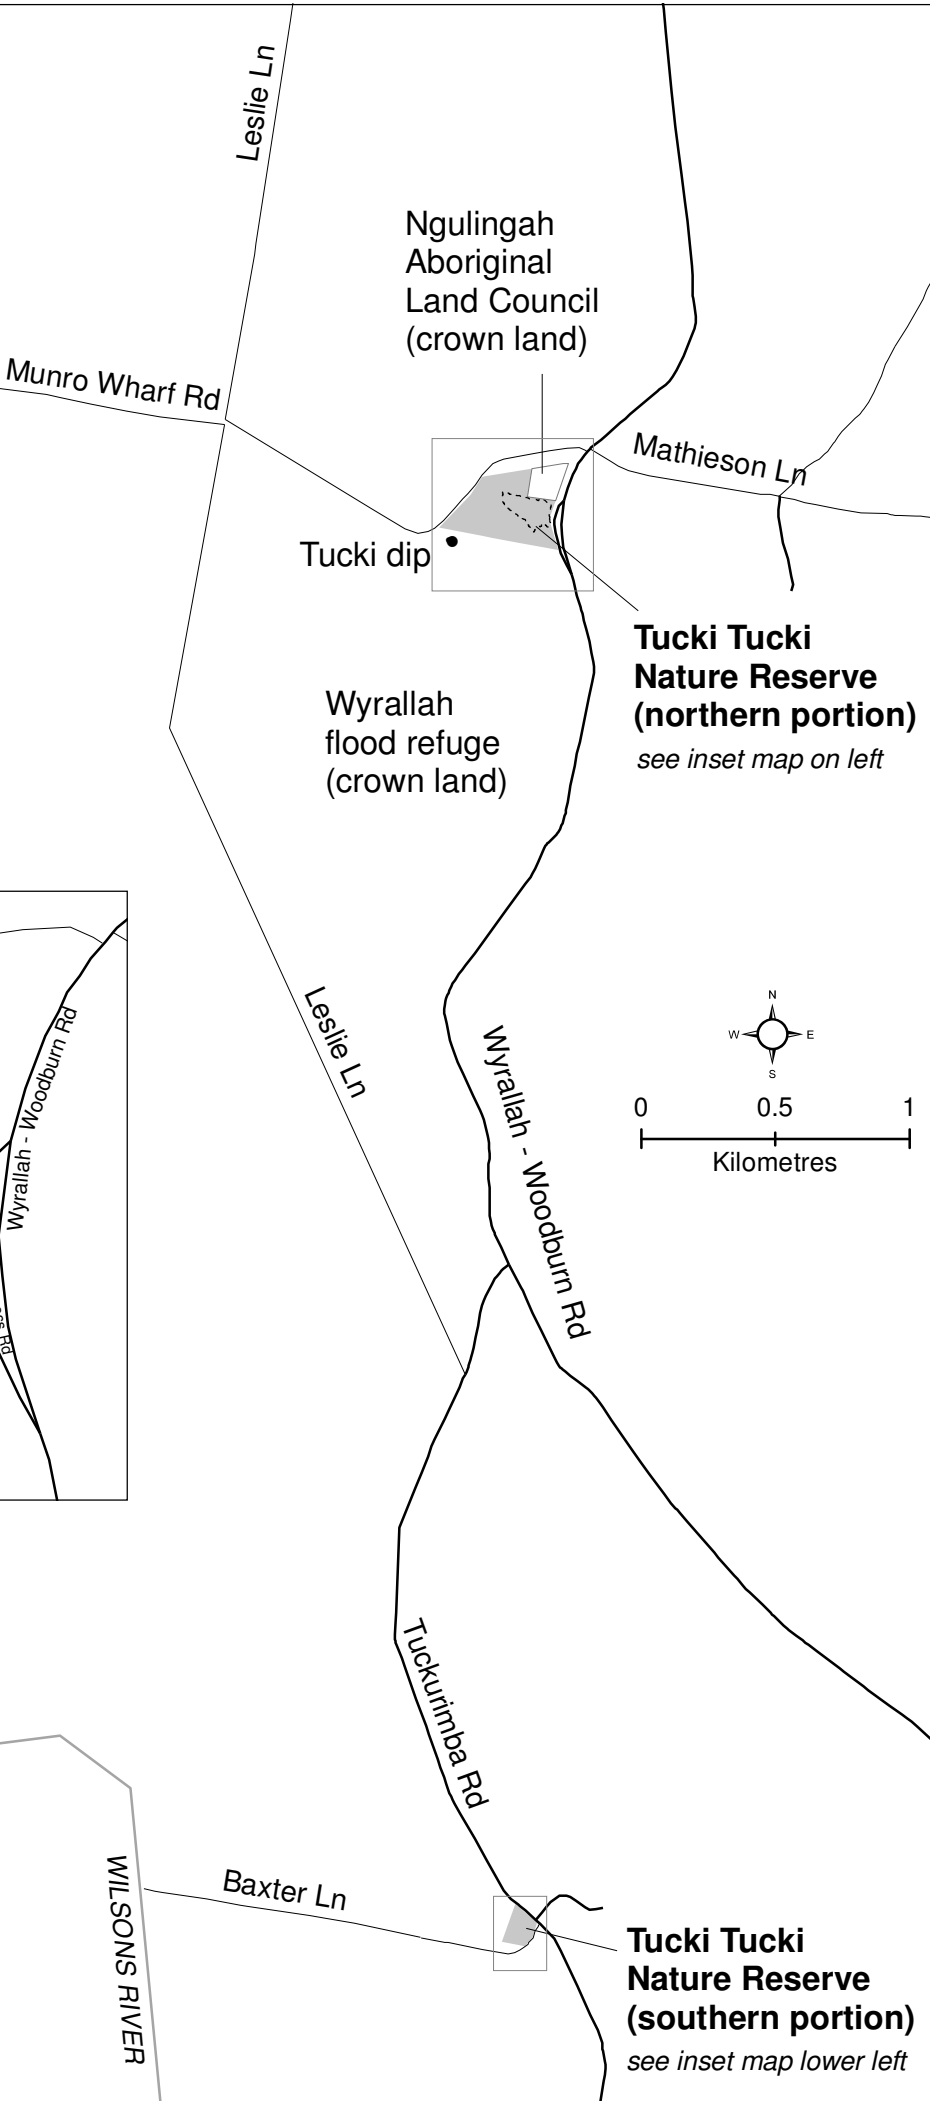 Leslie Ln
Ngulingah
Aboriginal
Land Council
(crown land)
Munro Wharf Rd
Mathieson Ln
Tucki dip
Tucki Tucki
Nature Reserve
(northern portion)
see inset map on left
Wyrallah
flood refuge
(crown land)
Leslie Ln
Wyrallah - Woodburn Rd
N
W E
S
0 0.5 1
Kilometres
Wyrallah - Woodburn Rd
Rd
Tuckurimba Rd
Baxter Ln
WILSONS RIVER
Tucki Tucki
Nature Reserve
(southern portion)
see inset map lower left